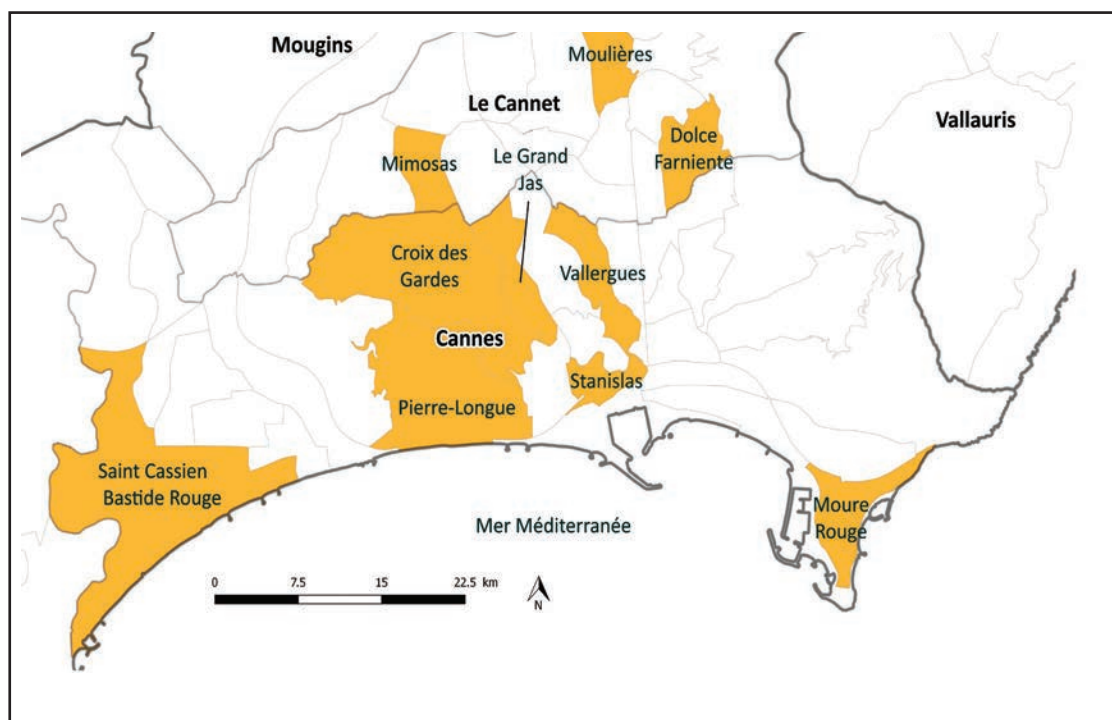 Mougins
Moulières
Le Cannet
Vallauris
Dolce
Farniente
Le Grand
Jas
Mimosas
Croix des
Gardes
Vallergues
Cannes
Stanislas
Pierre-Longue
Saint Cassien
Bastide Rouge
Moure
Rouge
Mer Méditerranée
0 7.5 15 22.5 km
N